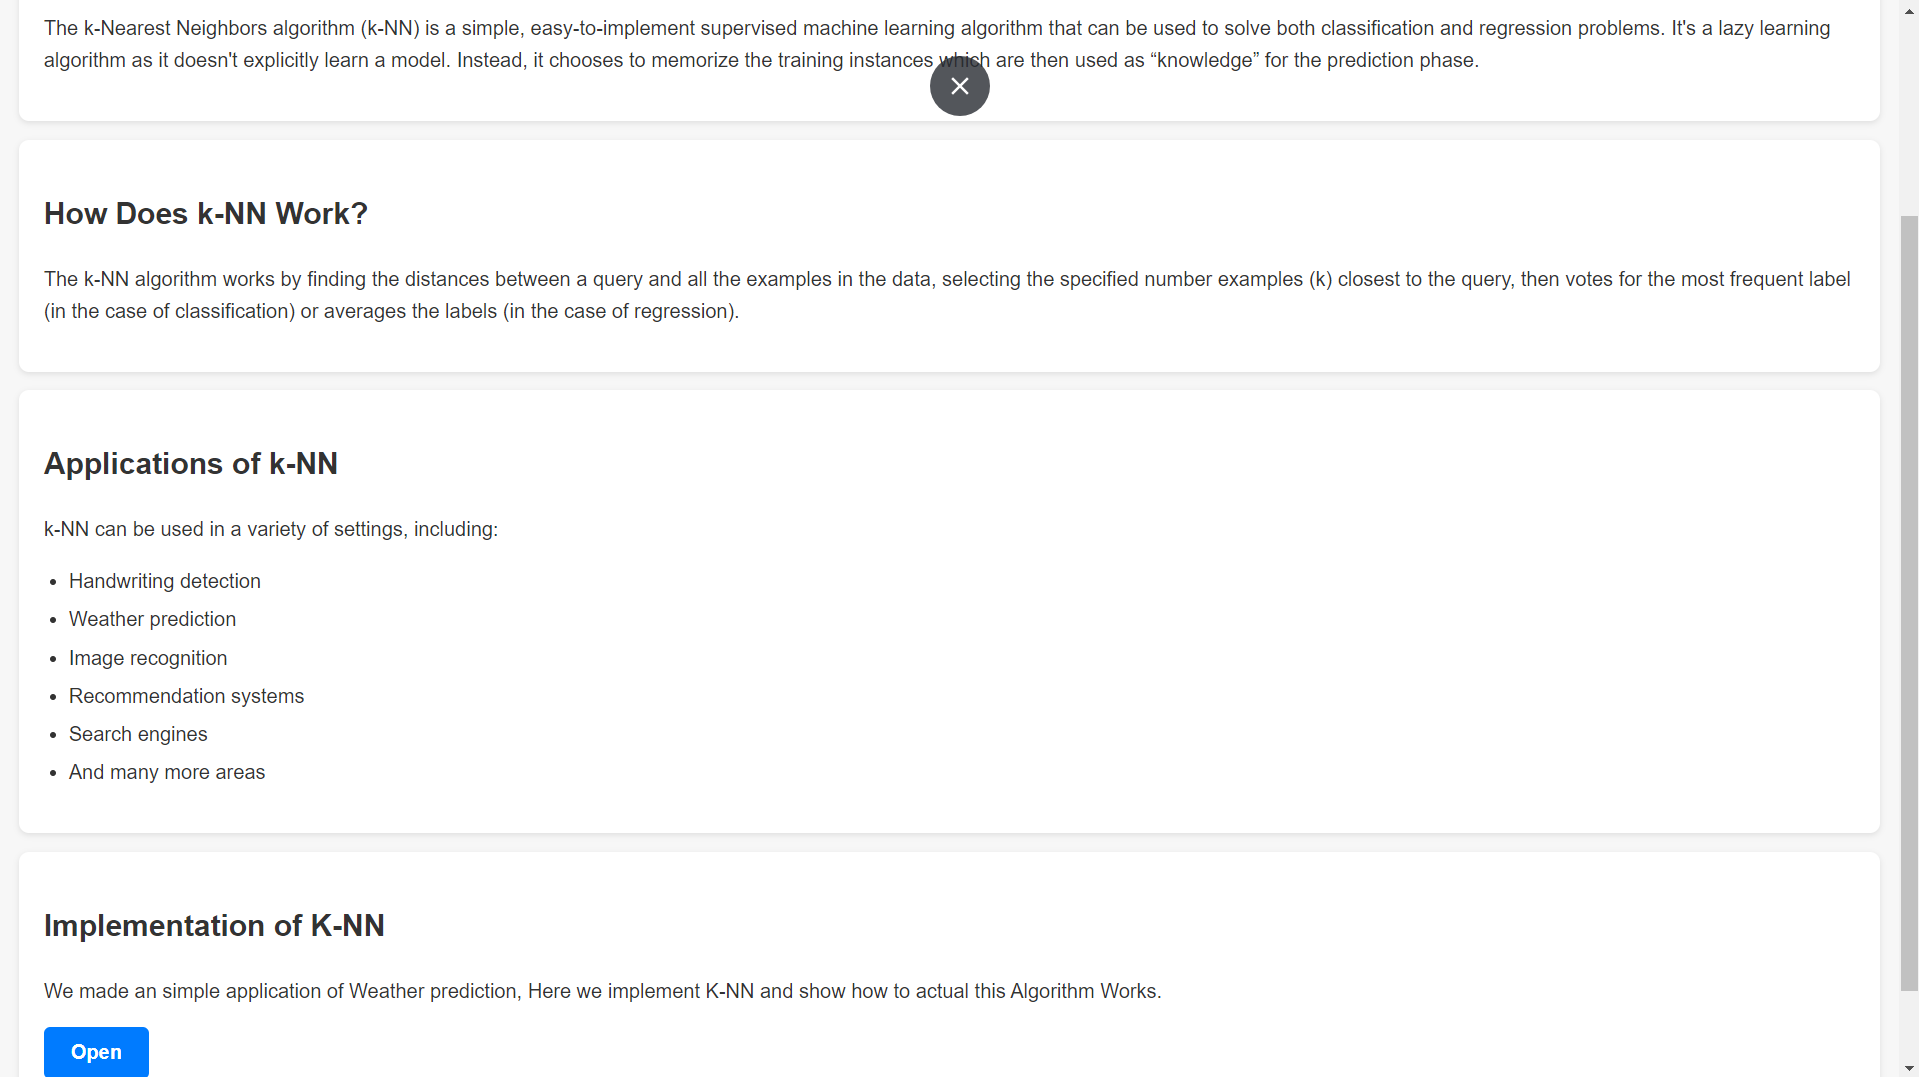 The k-Nearest Neighbors algorithm (k-NN) is a simple, easy-to-implement supervised machine learning algorithm that can be used to solve both classification and regression problems. It's a lazy learning
algorithm as it doesn't explicitly learn a model. Instead, it chooses to memorize the training instances which are then used as “knowledge” for the prediction phase.
How Does k-NN Work?
The k-NN algorithm works by finding the distances between a query and all the examples in the data, selecting the specified number examples (k) closest to the query, then votes for the most frequent label
(in the case of classification) or averages the labels (in the case of regression).
Applications of k-NN
k-NN can be used in a variety of settings, including:
• Handwriting detection
• Weather prediction
• Image recognition
• Recommendation systems
• Search engines
• And many more areas
Implementation of K-NN
We made an simple application of Weather prediction, Here we implement K-NN and show how to actual this Algorithm Works.
Open